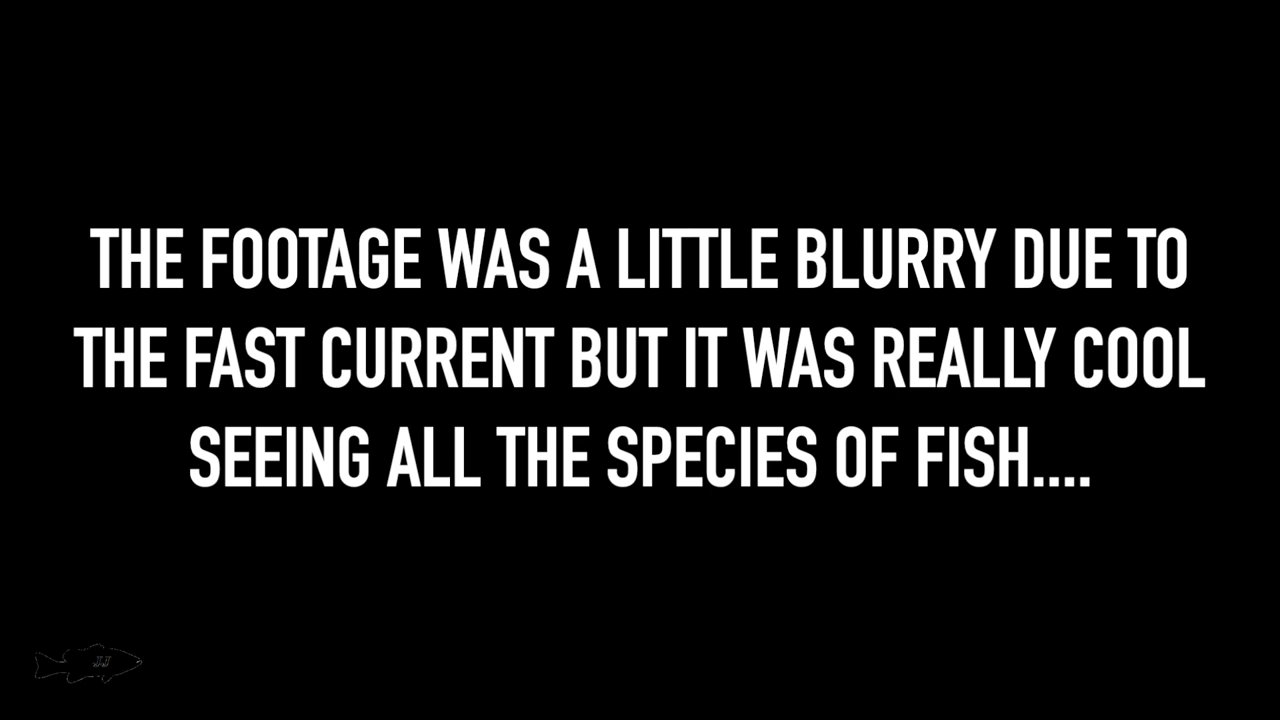 THE FOOTAGE WAS A LITTLE BLURRY DUE TO
THE FAST CURRENT BUT IT WAS REALLY COOL
SEEING ALL THE SPECIES OF FISH....
JJ